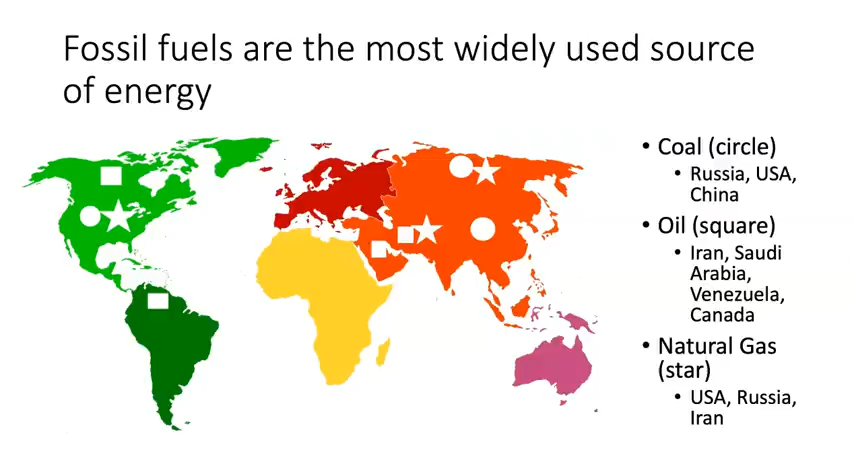 Fossil fuels are the most widely used source
of energy
• Coal (circle)
• Russia, USA,
China
• Oil (square)
• Iran, Saudi
Arabia,
Venezuela,
Canada
• Natural Gas
(star)
• USA, Russia,
Iran